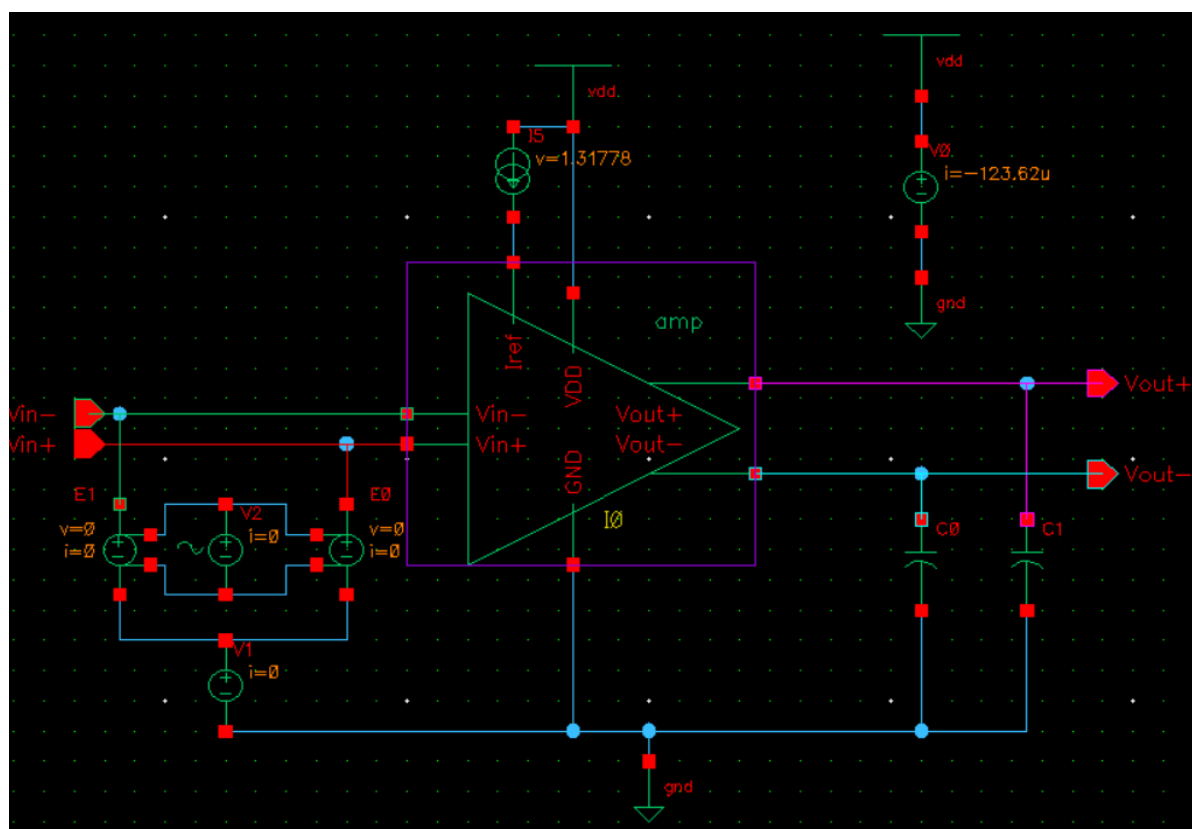 vdd
vdd
I5
v=1.31778
V0
i=-123.62u
gnd
amp
Iref
VDD
Vin-
Vin+
Vin-
Vin+
Vout+
Vout-
GND
I0
Vout+
Vout-
E1
v=0
i=0
V2
i=0
E0
v=0
i=0
C0
C1
V1
i=0
gnd